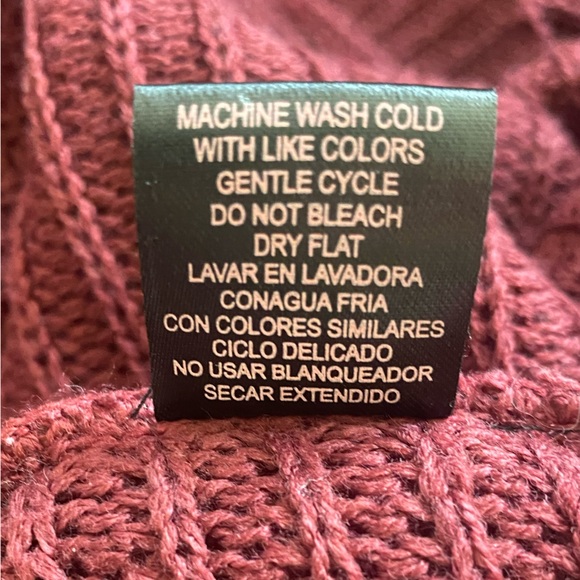 MACHINE WASH COLD
WITH LIKE COLORS
GENTLE CYCLE
DO NOT BLEACH
DRY FLAT
LAVAR EN LAVADORA
CONAGUA FRIA
CON COLORES SIMILARES
CICLO DELICADO
NO USAR BLANQUEADOR
SECAR EXTENDIDO